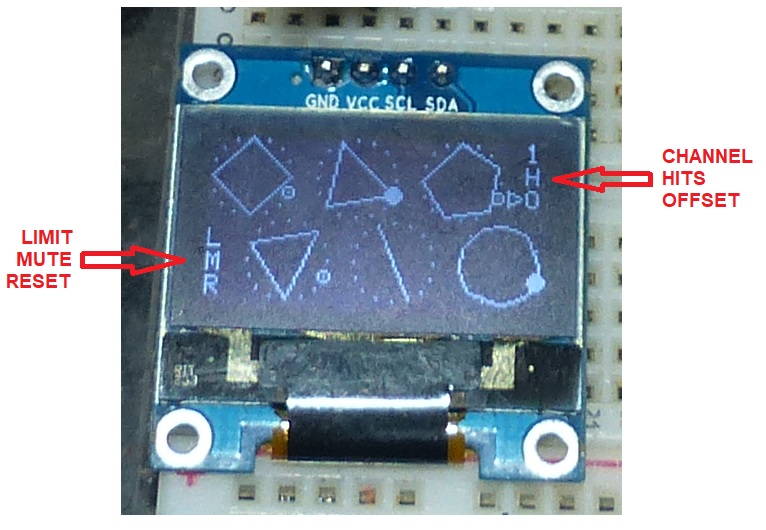 GND VCC SCL SDA
1
H
O
CHANNEL
HITS
OFFSET
LIMIT
MUTE
RESET
L
M
R